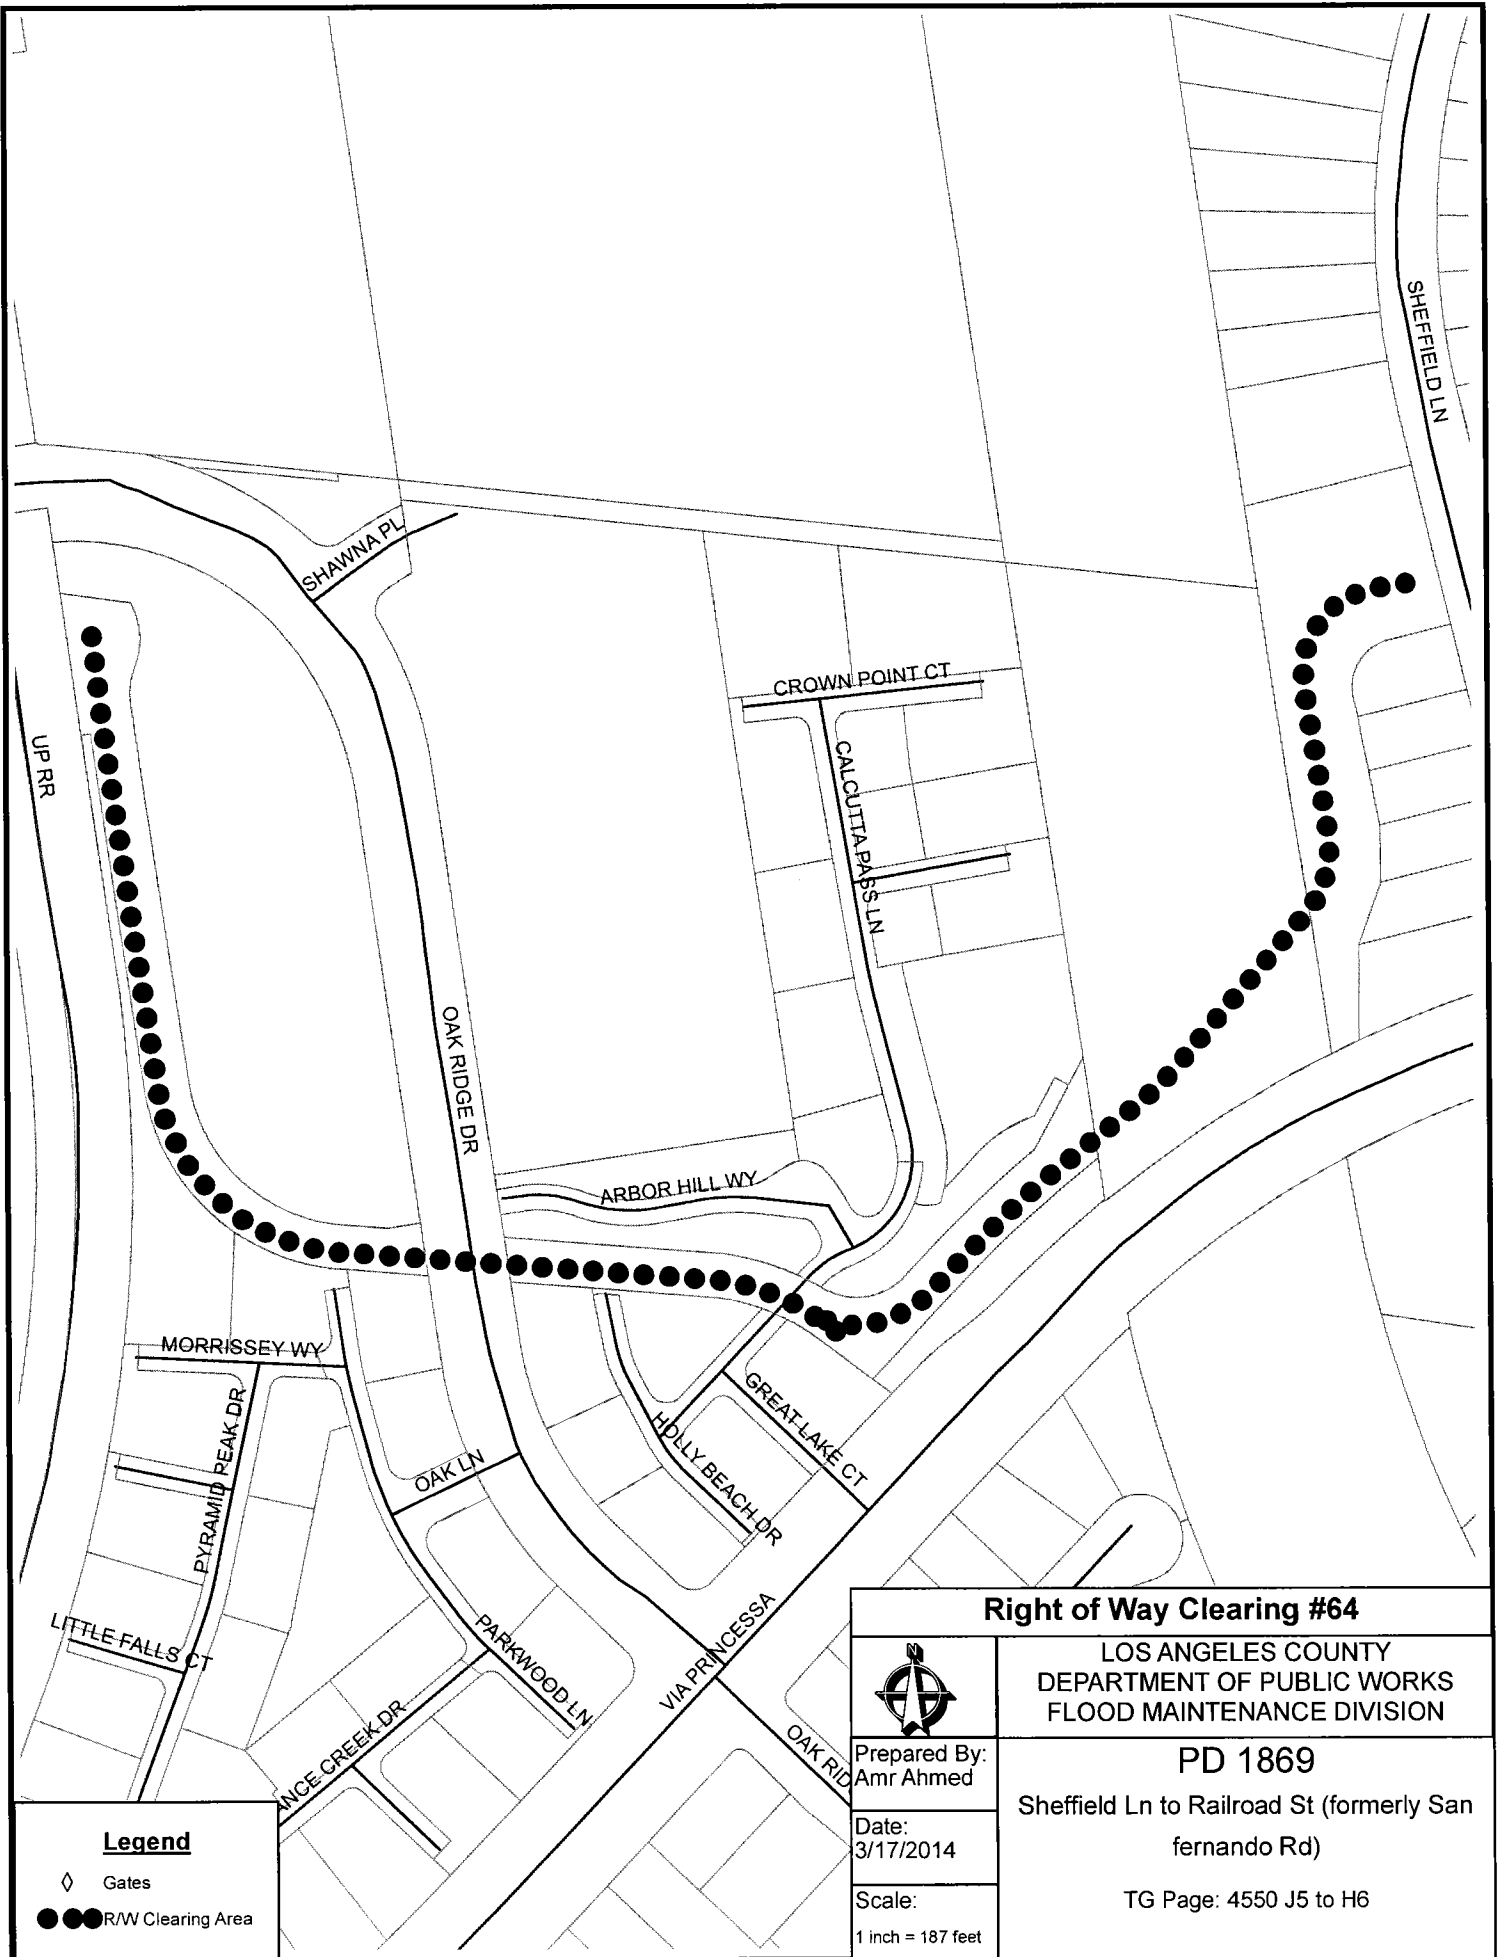 SHEFFIELD LN
SHAWNA PL
UP RR
CROWN POINT CT
CALCUTTA PASS LN
OAK RIDGE DR
ARBOR HILL WY
MORRISSEY WY
PYRAMID PEAK DR
OAK LN
GREAT LAKE CT
HOLLY BEACH DR
LITTLE FALLS CT
PARKWOOD LN
VIA PRINCESSA
ANCE CREEK DR
OAK RID
Right of Way Clearing #64
N
LOS ANGELES COUNTY
DEPARTMENT OF PUBLIC WORKS
FLOOD MAINTENANCE DIVISION
Prepared By:
Amr Ahmed
PD 1869
Sheffield Ln to Railroad St (formerly San
fernando Rd)
Date:
3/17/2014
TG Page: 4550 J5 to H6
Scale:
1 inch = 187 feet
Legend
Gates
R/W Clearing Area